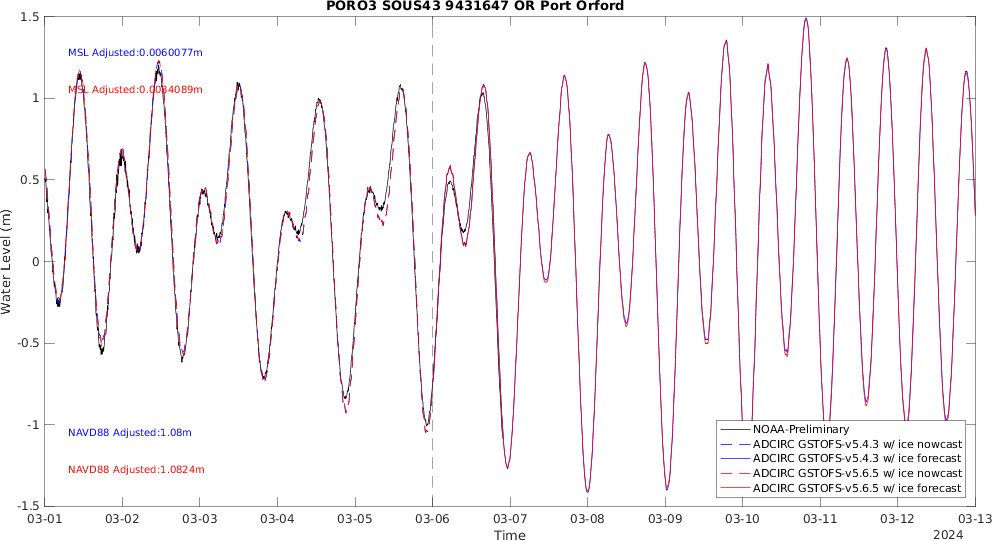 PORO3 SOUS43 9431647 OR Port Orford
MSL Adjusted:0.0060077m
MSL Adjusted:0.0034089m
NAVD88 Adjusted:1.08m
NAVD88 Adjusted:1.0824m
Water Level (m)
1.5
1
0.5
0
-0.5
-1
-1.5
NOAA-Preliminary
ADCIRC GSTOFS-v5.4.3 w/ ice nowcast
ADCIRC GSTOFS-v5.4.3 w/ ice forecast
ADCIRC GSTOFS-v5.6.5 w/ ice nowcast
ADCIRC GSTOFS-v5.6.5 w/ ice forecast
03-01 03-02 03-03 03-04 03-05 03-06 03-07 03-08 03-09 03-10 03-11 03-12 03-13
Time
2024